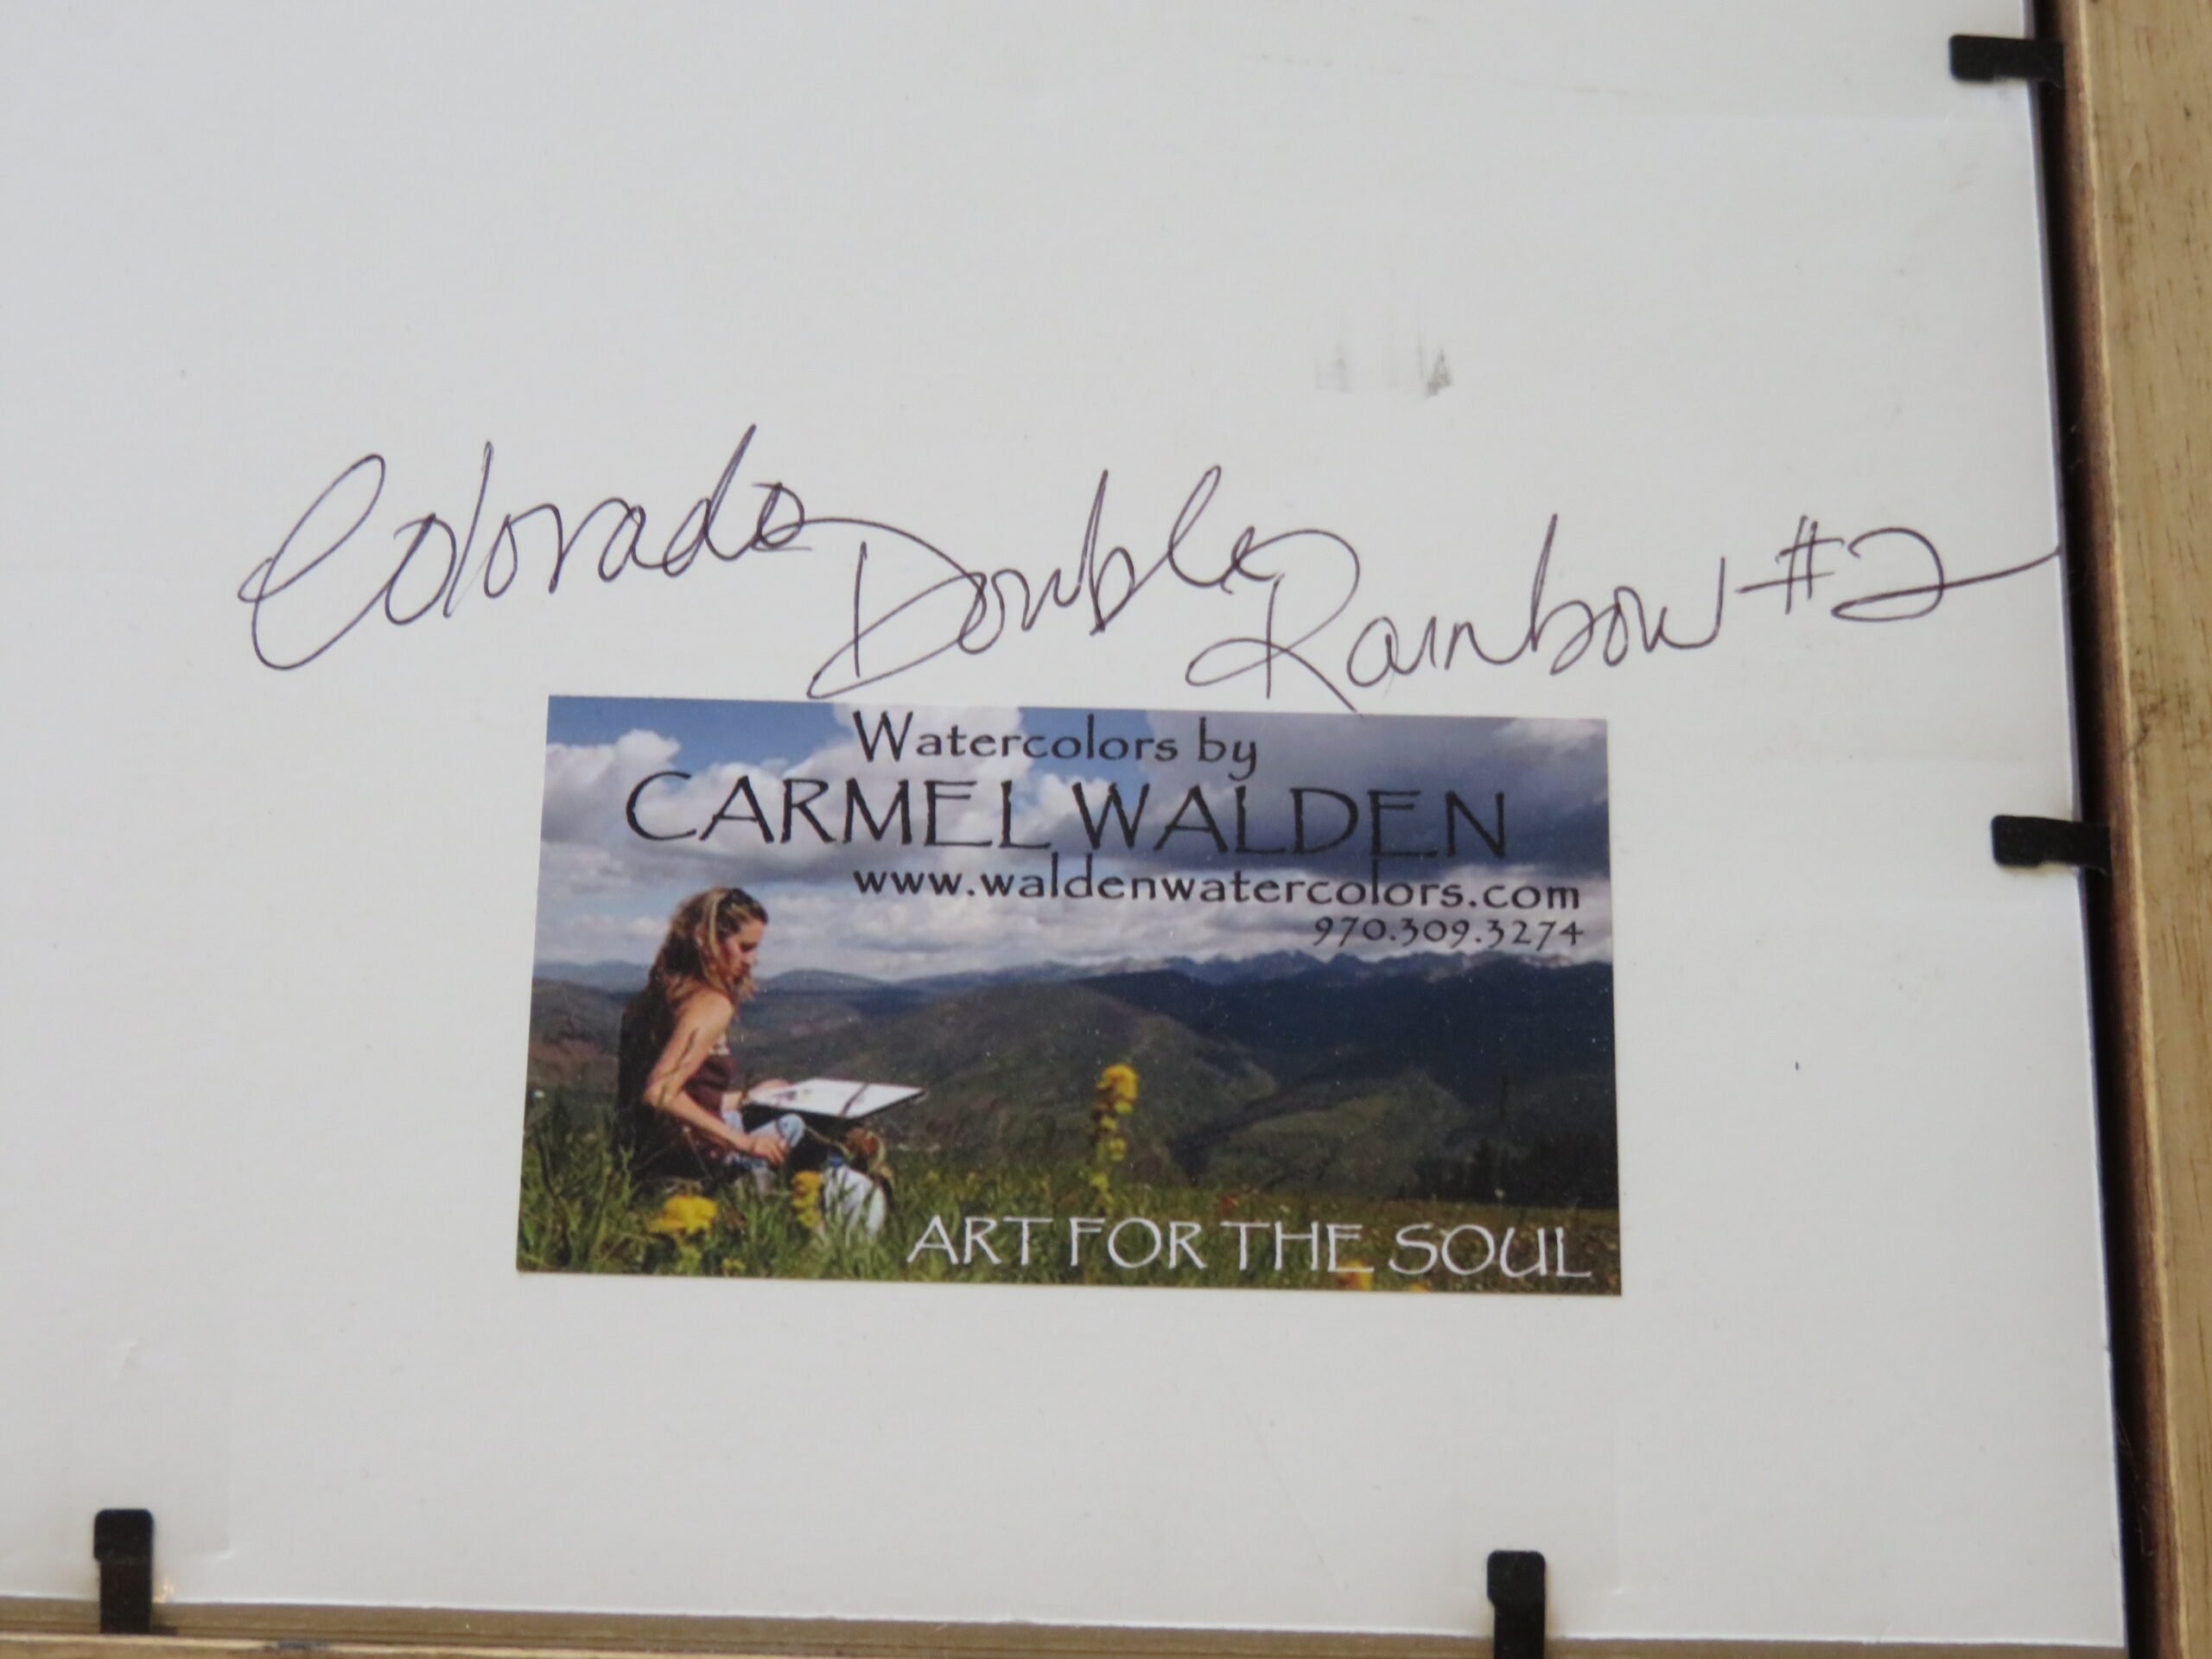 Colorado Double Rainbow #2
Watercolors by
CARMEL WALDEN
www.waldenwatercolors.com
970.309.3274
ART FOR THE SOUL